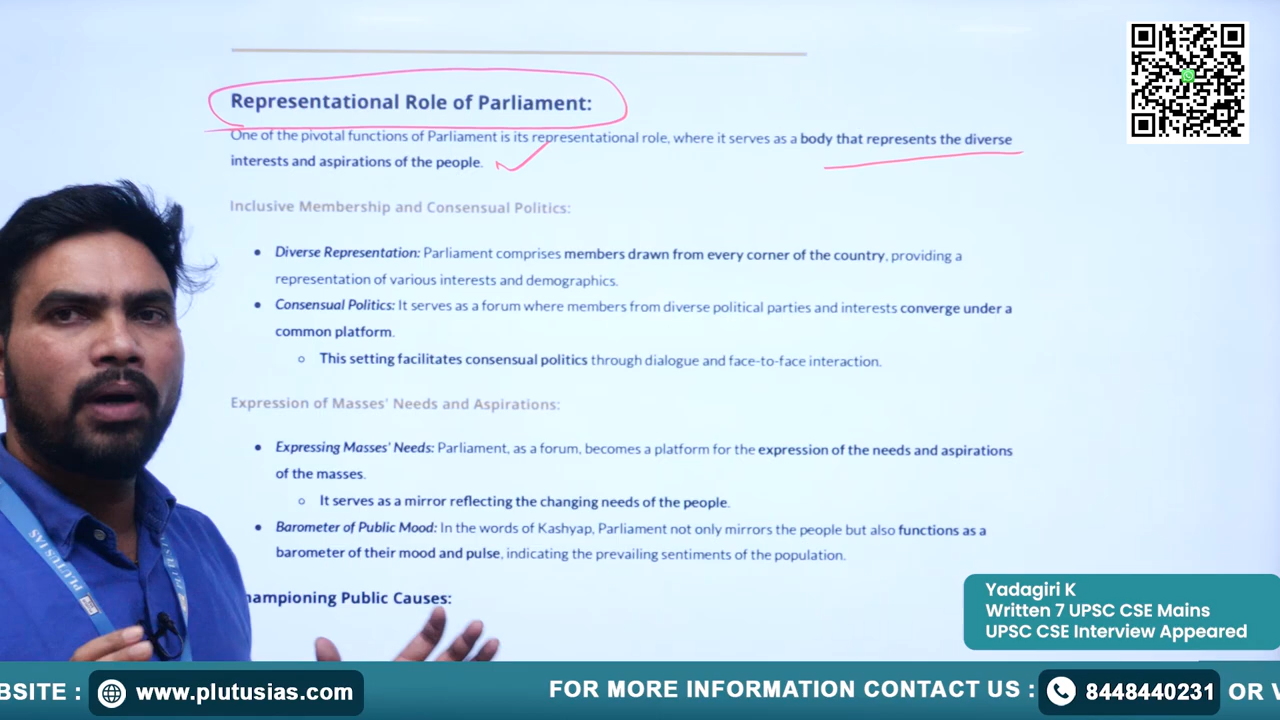 Representational Role of Parliament:
One of the pivotal functions of Parliament is its representational role, where it serves as a body that represents the diverse
interests and aspirations of the people.
Inclusive Membership and Consensual Politics:
• Diverse Representation: Parliament comprises members drawn from every corner of the country, providing a
representation of various interests and demographics.
• Consensual Politics: It serves as a forum where members from diverse political parties and interests converge under a
common platform.
○ This setting facilitates consensual politics through dialogue and face-to-face interaction.
Expression of Masses' Needs and Aspirations:
• Expressing Masses' Needs: Parliament, as a forum, becomes a platform for the expression of the needs and aspirations
of the masses.
○ It serves as a mirror reflecting the changing needs of the people.
• Barometer of Public Mood: In the words of Kashyap, Parliament not only mirrors the people but also functions as a
barometer of their mood and pulse, indicating the prevailing sentiments of the population.
hampioning Public Causes:
PLUTUS IAS
Yadagiri K
Written 7 UPSC CSE Mains
UPSC CSE Interview Appeared
BSITE : www.plutusias.com FOR MORE INFORMATION CONTACT US : 8448440231 OR V